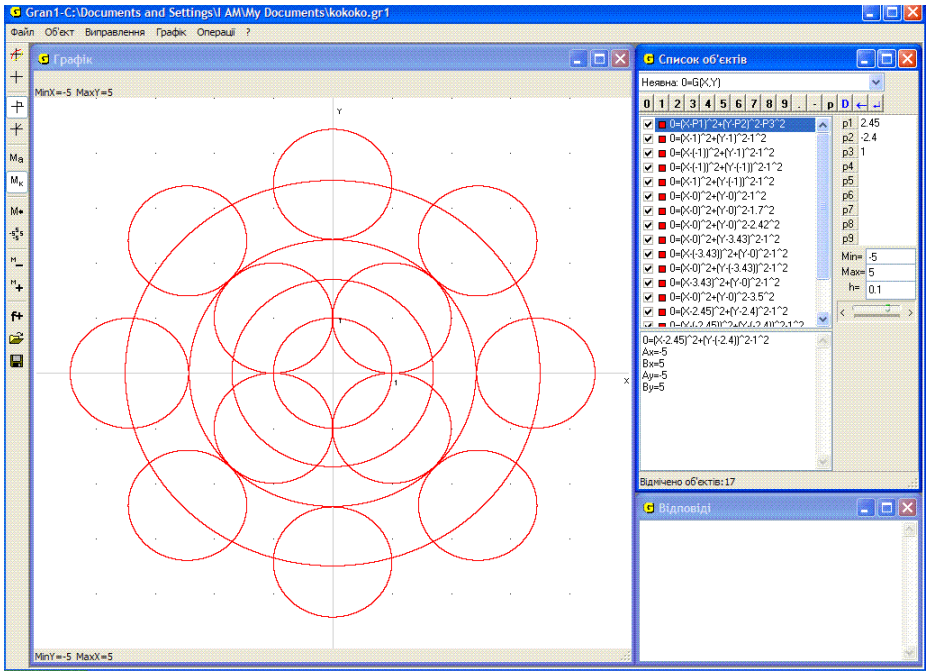 Gran1-C:\Documents and Settings\I AM\My Documents\kokoko.gr1
Файл Об'єкт Виправлення Графік Операції ?
Графік
MinX=-5 MaxY=5
Y
1
1
X
MinY=-5 MaxX=5
Ma
Mк
M
M
M
f+
Список об'єктів
Неявна: 0=G(X,Y)
0 1 2 3 4 5 6 7 8 9 . - p D ←
0=(X-P1)^2+(Y-P2)^2-P3^2
0=(X-1)^2+(Y-1)^2-1^2
0=(X-(-1))^2+(Y-1)^2-1^2
0=(X-(-1))^2+(Y-(-1))^2-1^2
0=(X-1)^2+(Y-(-1))^2-1^2
0=(X-0)^2+(Y-0)^2-1^2
0=(X-0)^2+(Y-0)^2-1.7^2
0=(X-0)^2+(Y-0)^2-2.42^2
0=(X-0)^2+(Y-3.43)^2-1^2
0=(X-(-3.43))^2+(Y-0)^2-1^2
0=(X-0)^2+(Y-(-3.43))^2-1^2
0=(X-3.43)^2+(Y-0)^2-1^2
0=(X-0)^2+(Y-0)^2-3.5^2
0=(X-2.45)^2+(Y-2.4)^2-1^2
0=(X-(-2.45))^2+(Y-(-2.4))^2-1^2
p1 2.45
p2 -2.4
p3 1
p4
p5
p6
p7
p8
p9
Min= -5
Max= 5
h= 0.1
0=(X-2.45)^2+(Y-(-2.4))^2-1^2
Ax=-5
Bx=5
Ay=-5
By=5
Відмічено об'єктів:17
Відповіді